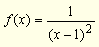 f(x) = 1/(x−1)²